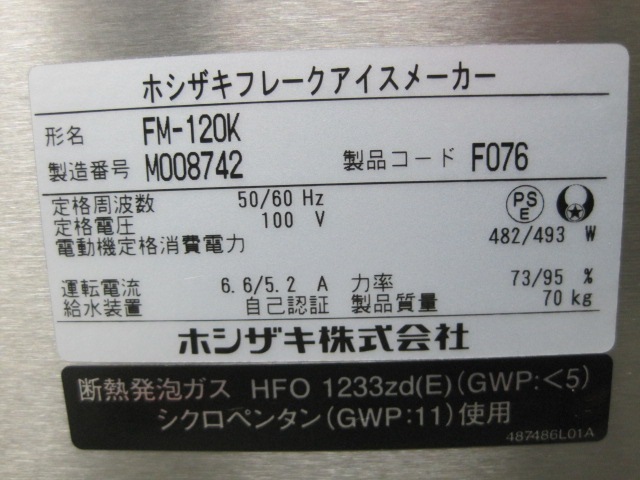 ホシザキフレークアイスメーカー
形名 FM-120K
製造番号 M008742 製品コード F076
定格周波数 50/60 Hz
定格電圧 100 V
PS E
電動機定格消費電力 482/493 W
運転電流 6.6/5.2 A 力率 73/95 %
給水装置 自己認証 製品質量 70 kg
ホシザキ株式会社
断熱発泡ガス HFO 1233zd(E)(GWP:<5)
シクロペンタン(GWP:11)使用
487486L01A